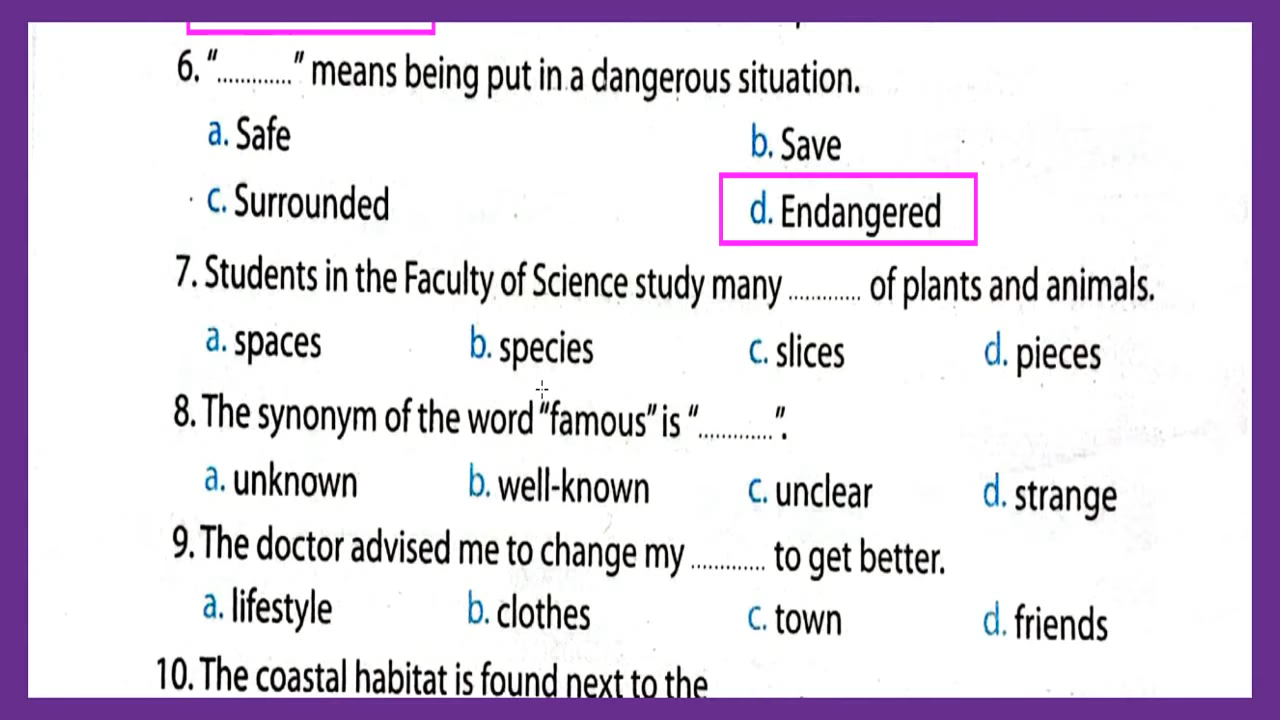 6. "............" means being put in a dangerous situation.
a. Safe b. Save
c. Surrounded d. Endangered
7. Students in the Faculty of Science study many ............ of plants and animals.
a. spaces b. species c. slices d. pieces
8. The synonym of the word "famous" is "............".
a. unknown b. well-known c. unclear d. strange
9. The doctor advised me to change my ............ to get better.
a. lifestyle b. clothes c. town d. friends
10. The coastal habitat is found next to the